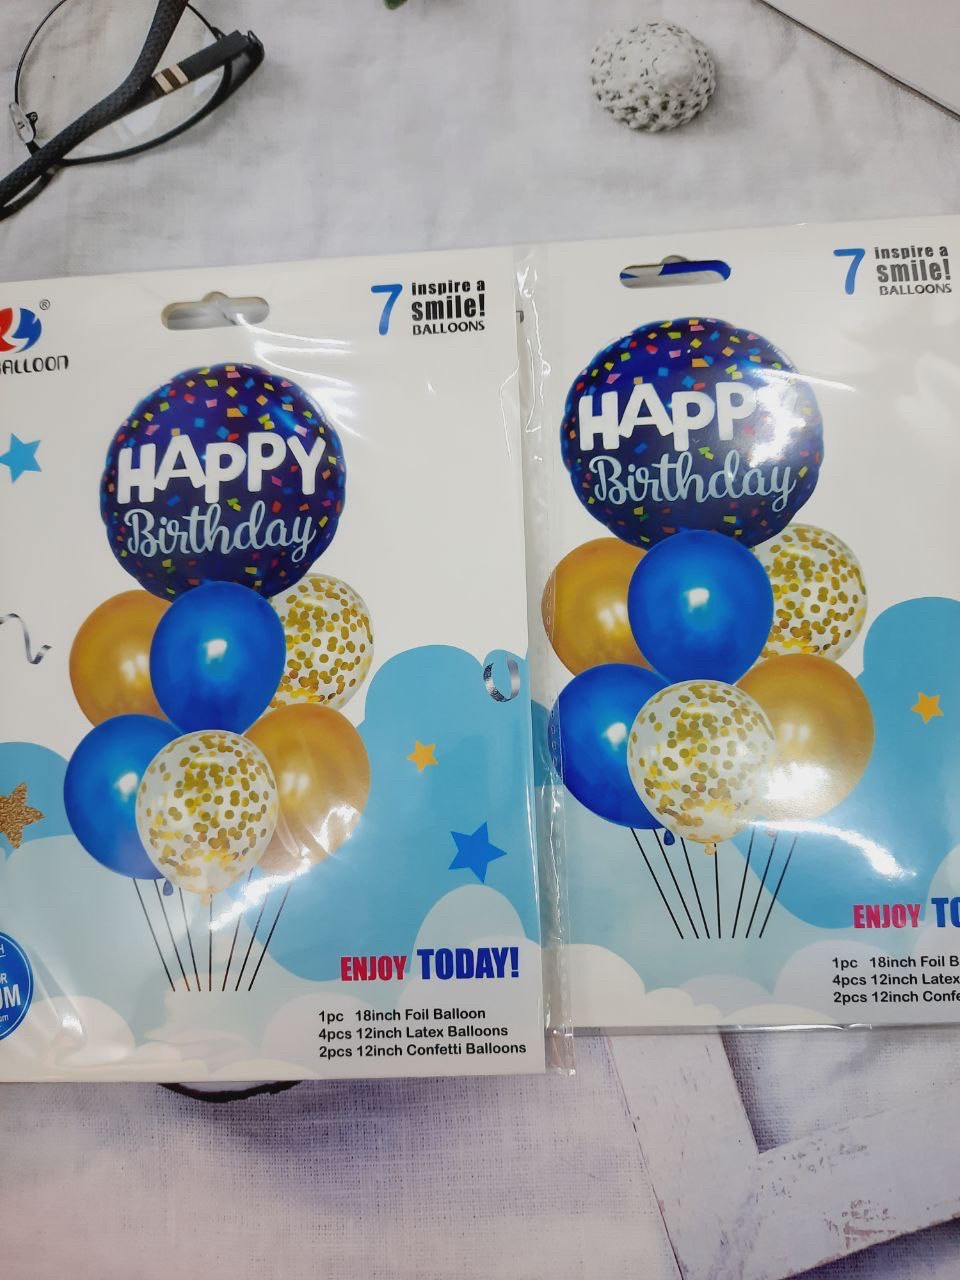 ®
BALLOON
7 inspire a
smile!
BALLOONS
HAPPY
Birthday
ENJOY TODAY!
1pc 18inch Foil Balloon
4pcs 12inch Latex Balloons
2pcs 12inch Confetti Balloons
7 inspire a
smile!
BALLOONS
HAPPY
Birthday
ENJOY
1pc 18inch Foil
4pcs 12inch
2pcs 12inch